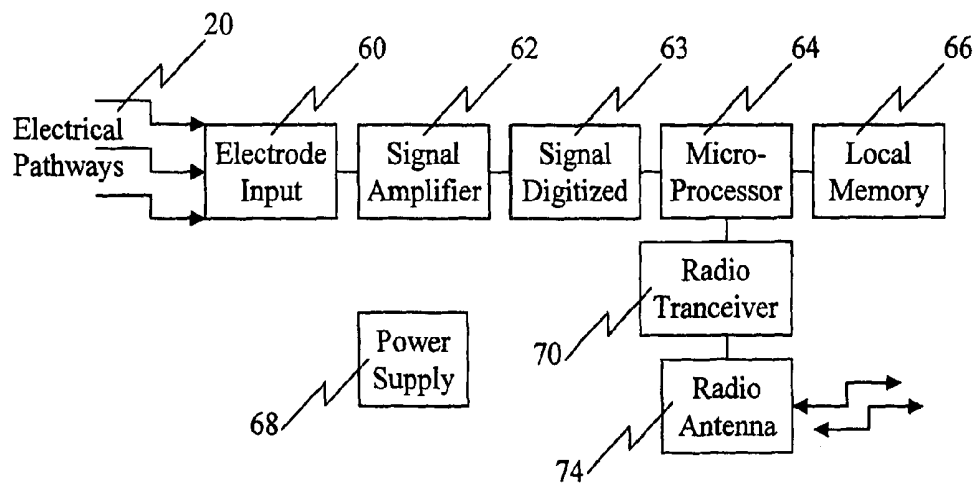 20
60
62
63
64
66
Electrical
Pathways
Electrode
Input
Signal
Amplifier
Signal
Digitized
Micro-
Processor
Local
Memory
Radio
Tranceiver
70
Power
Supply
68
Radio
Antenna
74